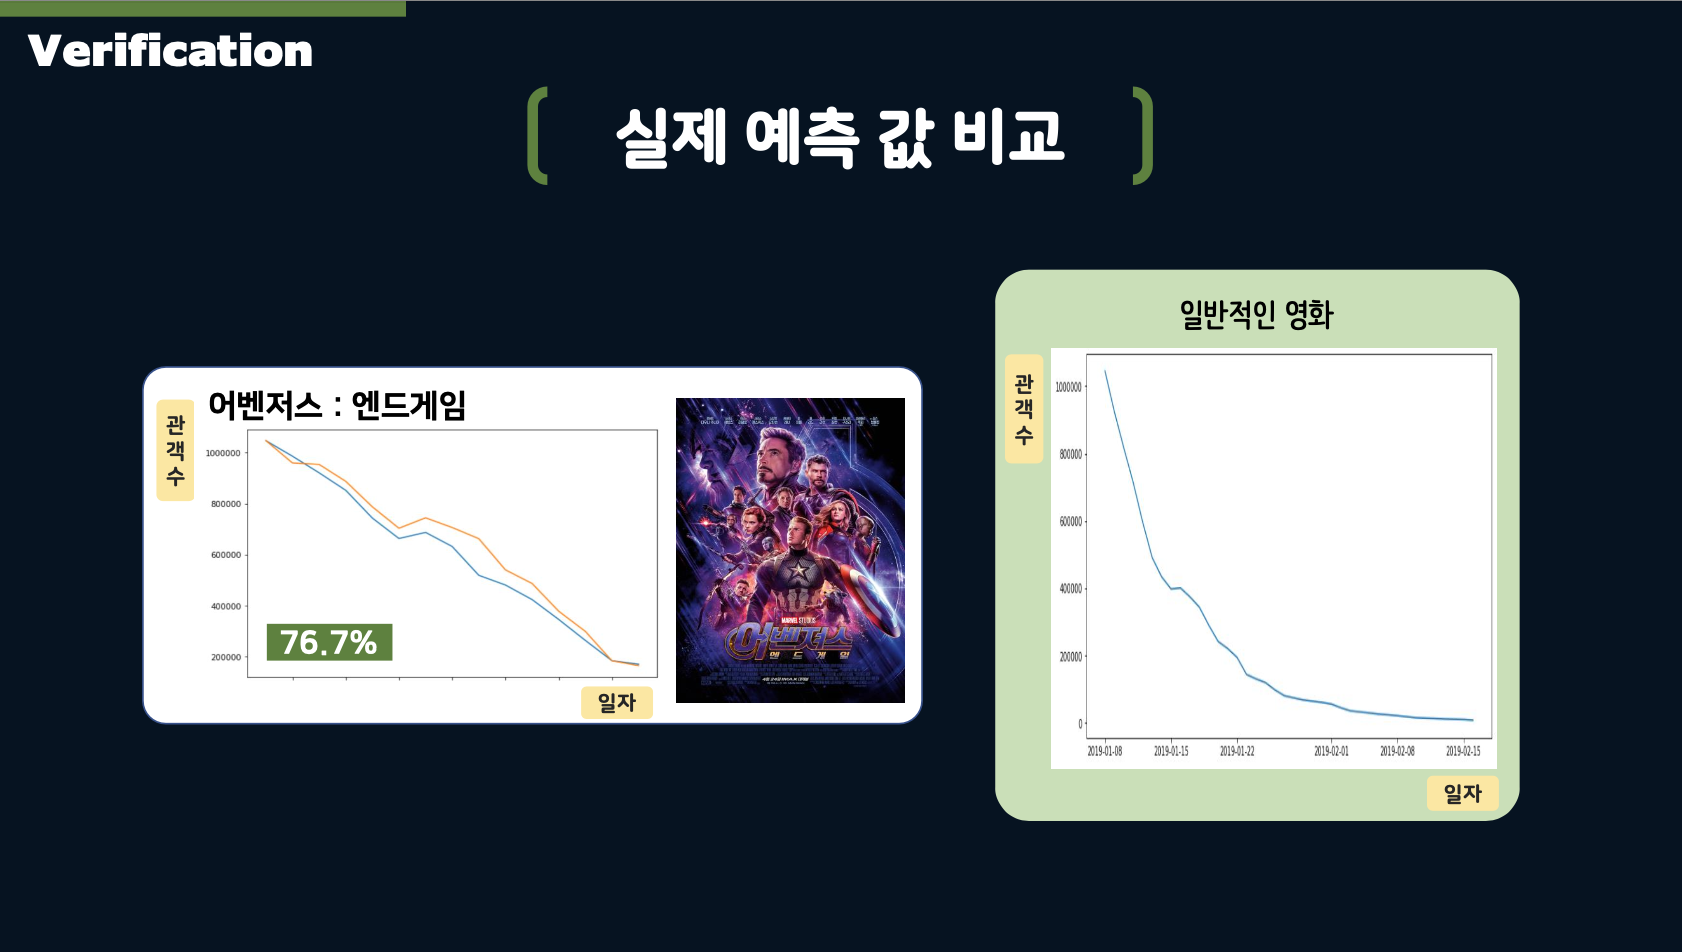 Verification
실제 예측 값 비교
어벤저스 : 엔드게임
관
객
수
1000000
800000
600000
400000
200000
76.7%
일자
MARVEL STUDIOS
어벤져스
엔드게임
일반적인 영화
관
객
수
1000000
800000
600000
400000
200000
0
2019-01-08 2019-01-15 2019-01-22 2019-02-01 2019-02-08 2019-02-15
일자